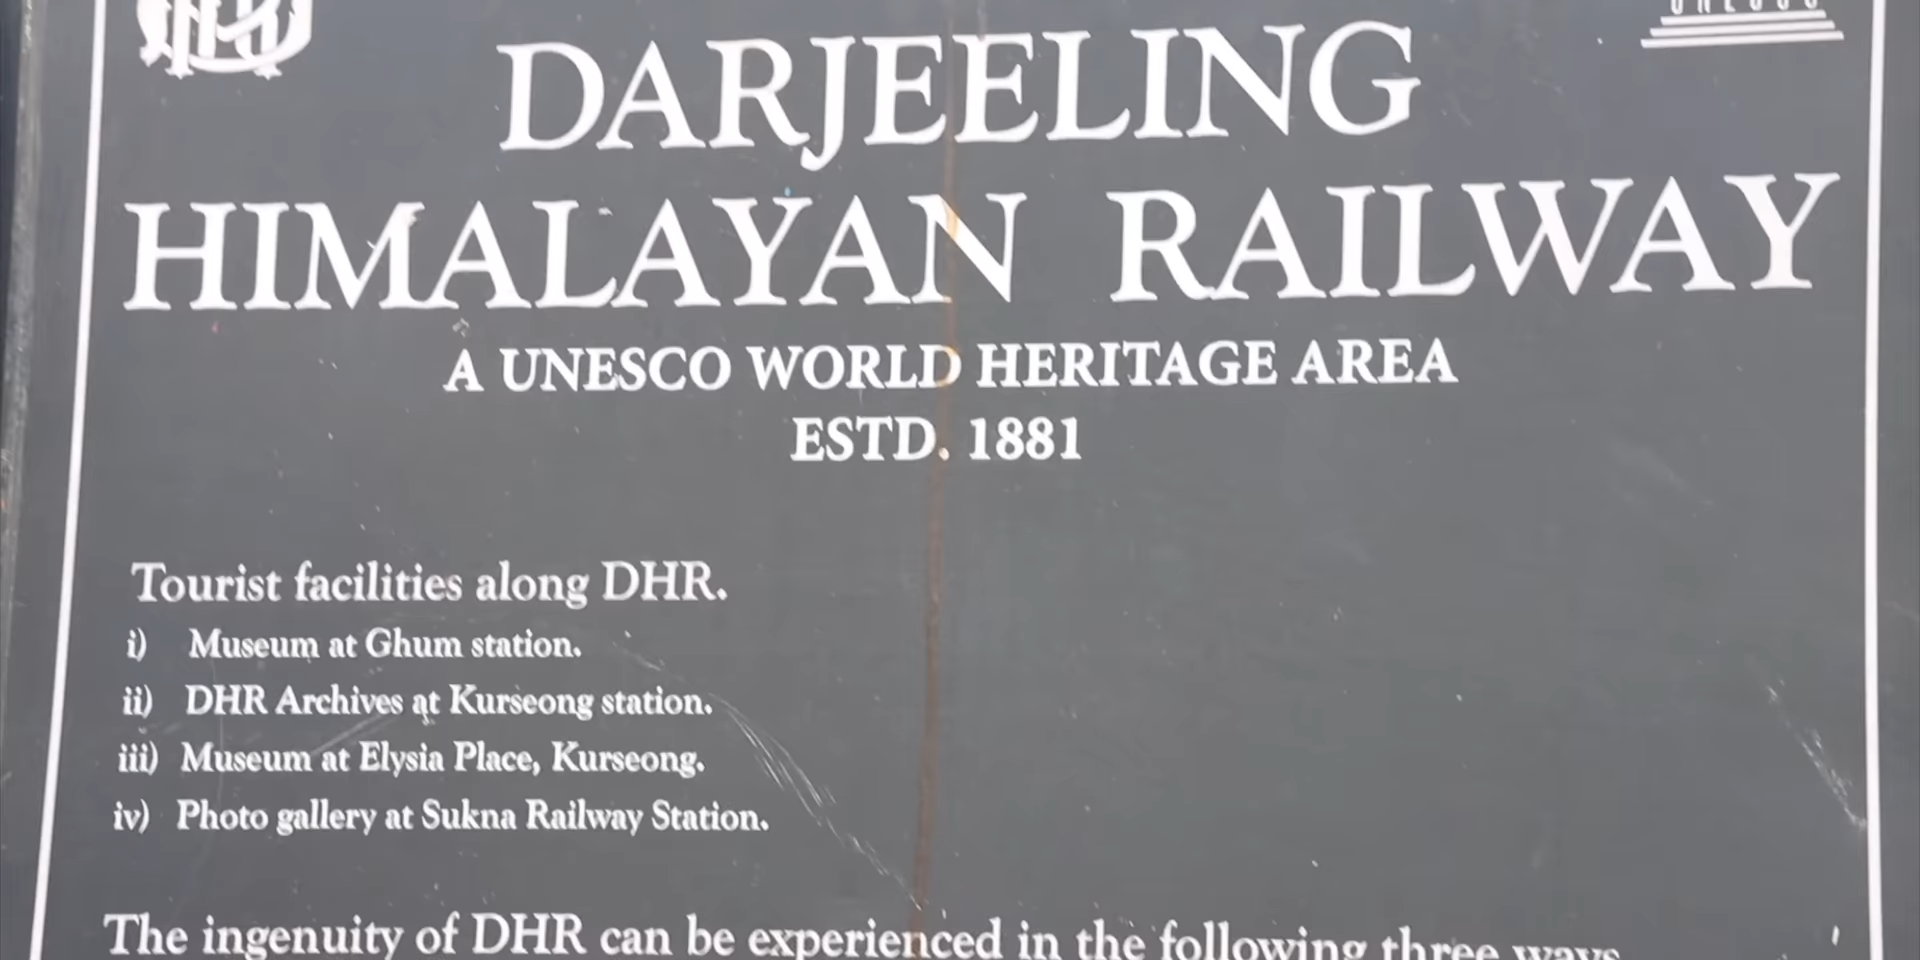 UNESCO
DARJEELING
HIMALAYAN RAILWAY
A UNESCO WORLD HERITAGE AREA
ESTD. 1881
Tourist facilities along DHR.
i) Museum at Ghum station.
ii) DHR Archives at Kurseong station.
iii) Museum at Elysia Place, Kurseong.
iv) Photo gallery at Sukna Railway Station.
The ingenuity of DHR can be experienced in the following three ways